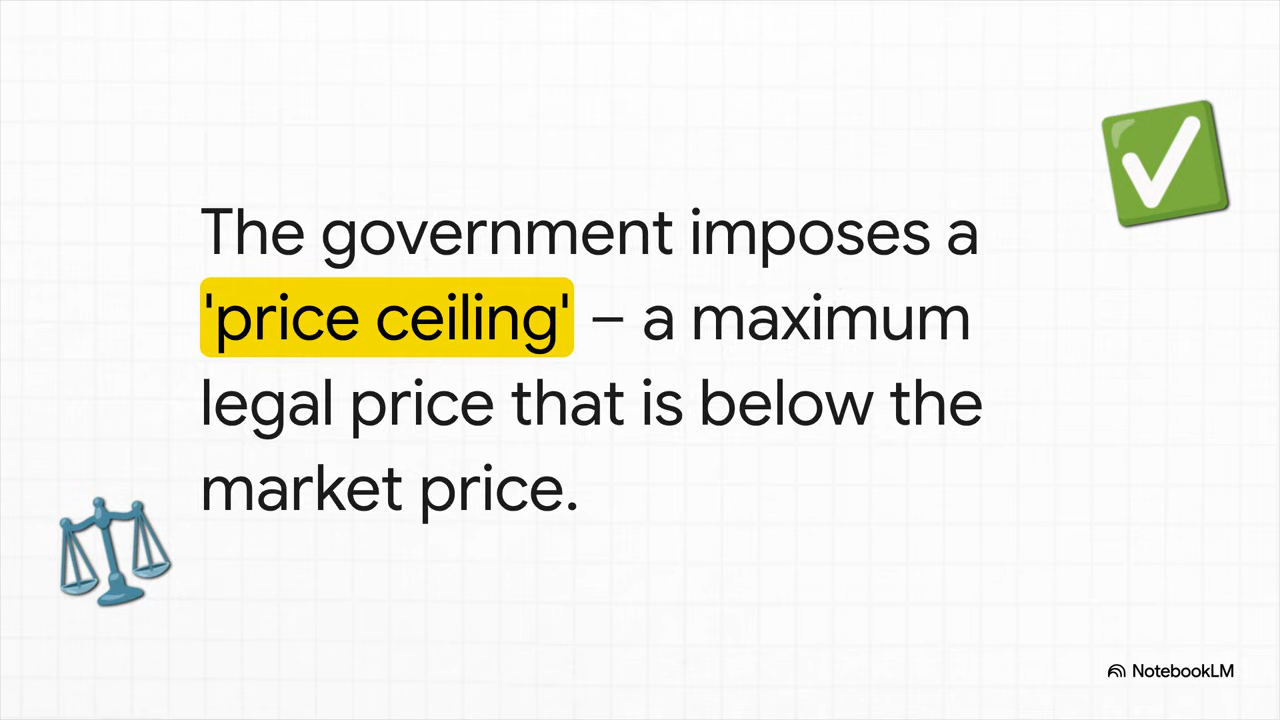 The government imposes a
'price ceiling' – a maximum
legal price that is below the
market price.
NotebookLM